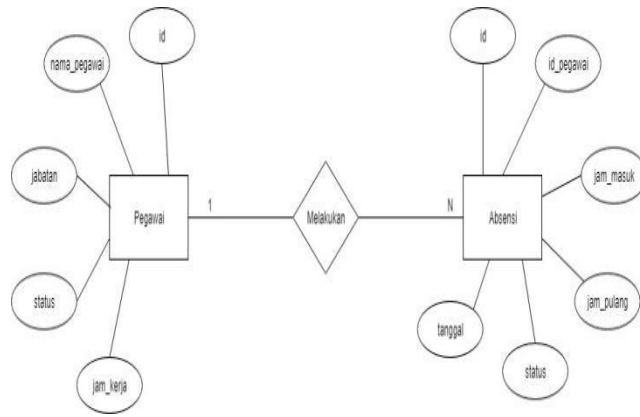 id
nama_pegawai
jabatan
status
jam_kerja
Pegawai
1
Melakukan
N
Absensi
id
id_pegawai
jam_masuk
jam_pulang
status
tanggal